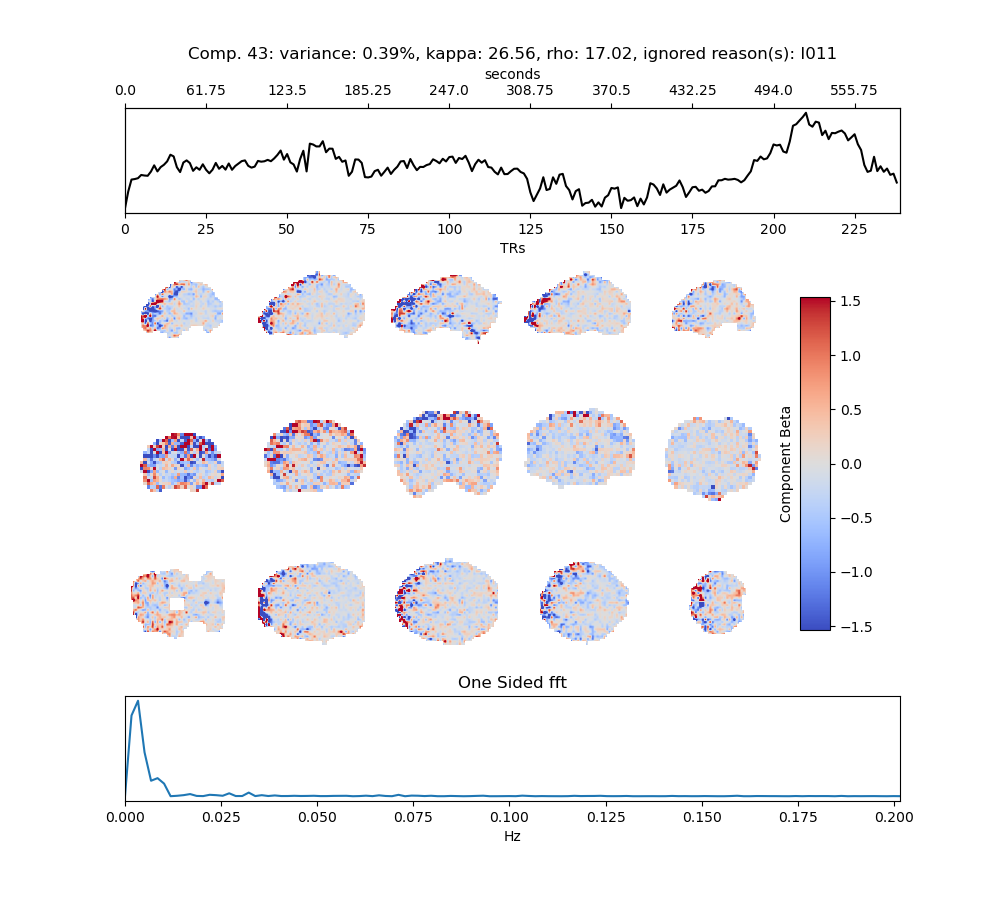 Comp. 43: variance: 0.39%, kappa: 26.56, rho: 17.02, ignored reason(s): I011
seconds
0.0 61.75 123.5 185.25 247.0 308.75 370.5 432.25 494.0 555.75
0 25 50 75 100 125 150 175 200 225
TRs
1.5
1.0
0.5
0.0
−0.5
−1.0
−1.5
Component Beta
One Sided fft
0.000 0.025 0.050 0.075 0.100 0.125 0.150 0.175 0.200
Hz